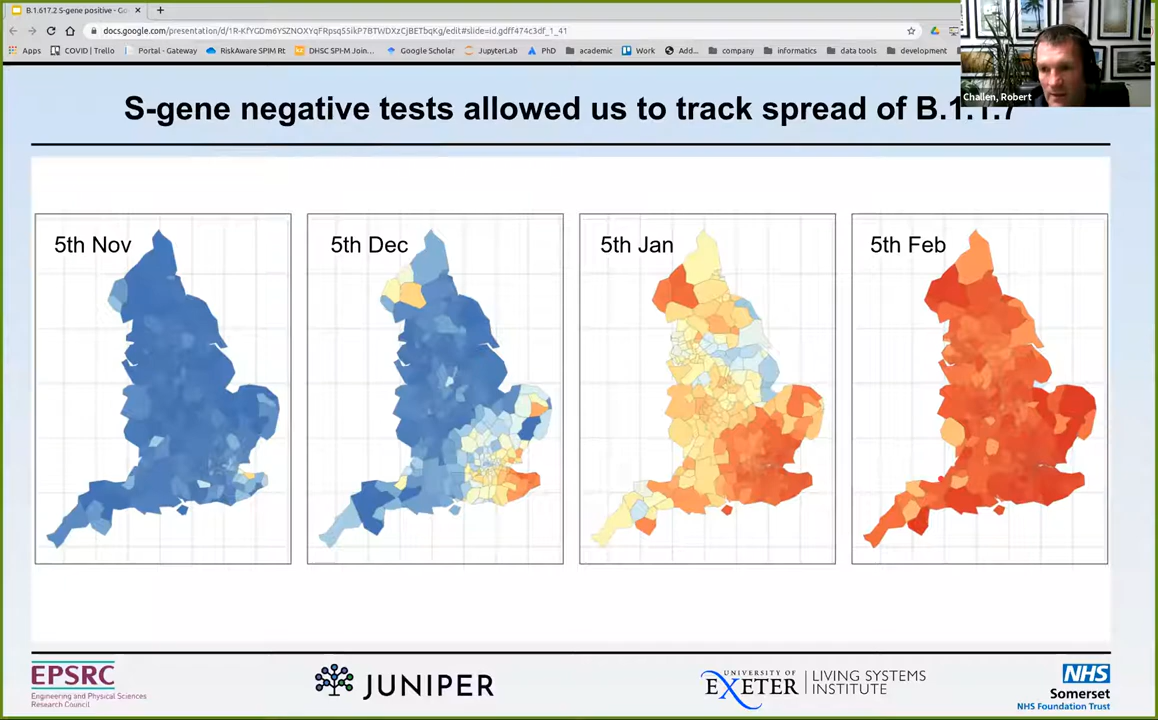 B.1.617.2 S-gene positive - Go
docs.google.com/presentation/d/1R-KfYGDm6YSZNOXYqFRpsqSSikP7BTWDXzCjBETbqKg/edit#slide=id.gdff474c3df_1_41
Apps COVID | Trello Portal - Gateway RiskAware SPIM Rt DHSC SPI-M Join... Google Scholar JupyterLab PhD academic Work Add... company informatics data tools development
Challen, Robert
S-gene negative tests allowed us to track spread of B.1.1.7
5th Nov 5th Dec 5th Jan 5th Feb
EPSRC
Engineering and Physical Sciences
Research Council
JUNIPER
UNIVERSITY OF
EXETER
LIVING SYSTEMS
INSTITUTE
NHS
Somerset
NHS Foundation Trust